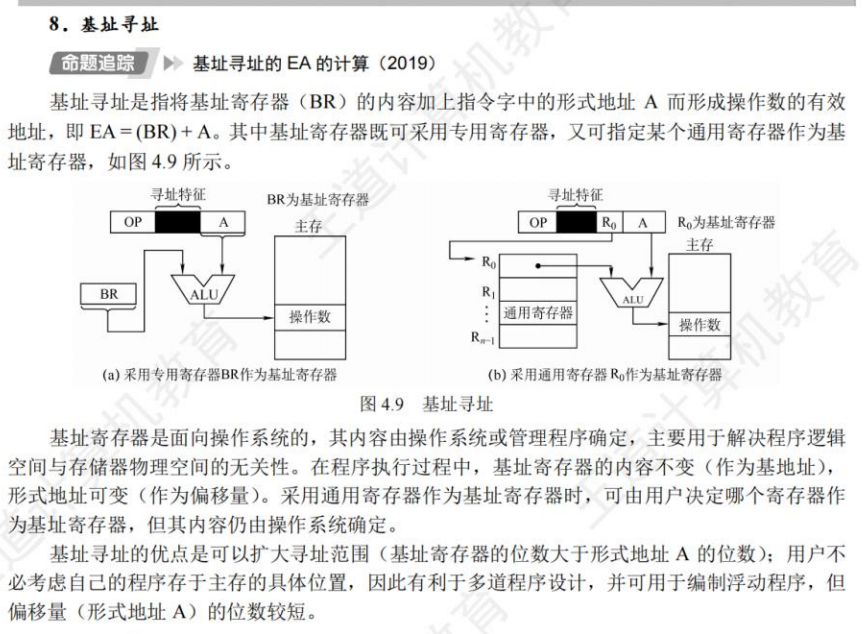 8．基址寻址
命题追踪 基址寻址的 EA 的计算（2019）
基址寻址是指将基址寄存器（BR）的内容加上指令字中的形式地址 A 而形成操作数的有效
地址，即 EA = (BR) + A。其中基址寄存器既可采用专用寄存器，又可指定某个通用寄存器作为基
址寄存器，如图 4.9 所示。
寻址特征
BR为基址寄存器
OP
A
主存
BR
ALU
操作数
(a) 采用专用寄存器BR作为基址寄存器
寻址特征
OP
R0
A
R0为基址寄存器
主存
R0
R1
⋮
通用寄存器
Rn−1
ALU
操作数
(b) 采用通用寄存器R0作为基址寄存器
图 4.9 基址寻址
基址寄存器是面向操作系统的，其内容由操作系统或管理程序确定，主要用于解决程序逻辑
空间与存储器物理空间的无关性。在程序执行过程中，基址寄存器的内容不变（作为基地址），
形式地址可变（作为偏移量）。采用通用寄存器作为基址寄存器时，可由用户决定哪个寄存器作
为基址寄存器，但其内容仍由操作系统确定。
基址寻址的优点是可以扩大寻址范围（基址寄存器的位数大于形式地址 A 的位数）；用户不
必考虑自己的程序存于主存的具体位置，因此有利于多道程序设计，并可用于编制浮动程序，但
偏移量（形式地址 A）的位数较短。
王道计算机教育